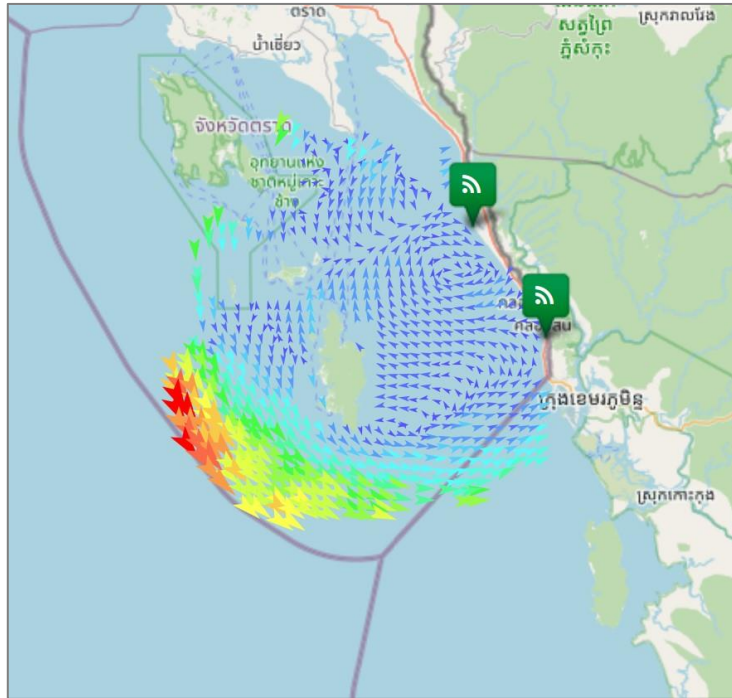 ตราด
น้ำเชี่ยว
ស្រុកវាលវែង
សត្វព្រៃ
ភ្នំសំកុះ
จังหวัดตราด
อุทยานแห่ง
ชาติหมู่เกาะ
ช้าง
ក្រុងខេមរភូមិន្ទ
ស្រុកកោះកុង